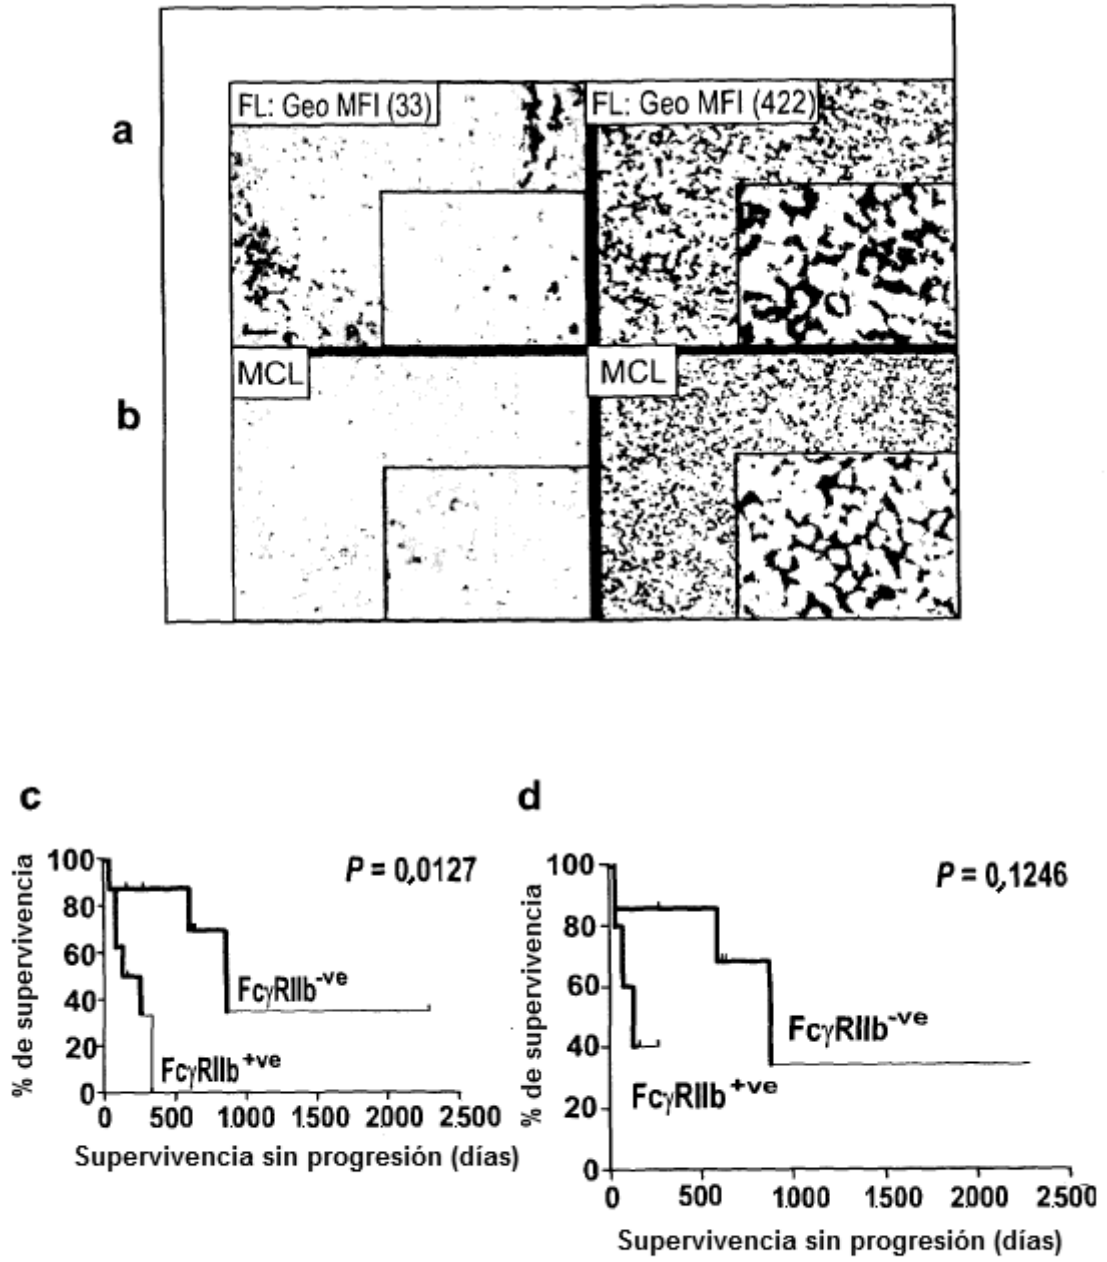 a
FL: Geo MFI (33)
FL: Geo MFI (422)
b
MCL
MCL
c
% de supervivencia
100
80
60
40
20
0
P = 0,0127
FcγRIIb-ve
FcγRIIb+ve
0 500 1.000 1.500 2.000 2.500
Supervivencia sin progresión (días)
d
% de supervivencia
100
80
60
40
20
0
P = 0,1246
FcγRIIb-ve
FcγRIIb+ve
0 500 1.000 1.500 2.000 2.500
Supervivencia sin progresión (días)